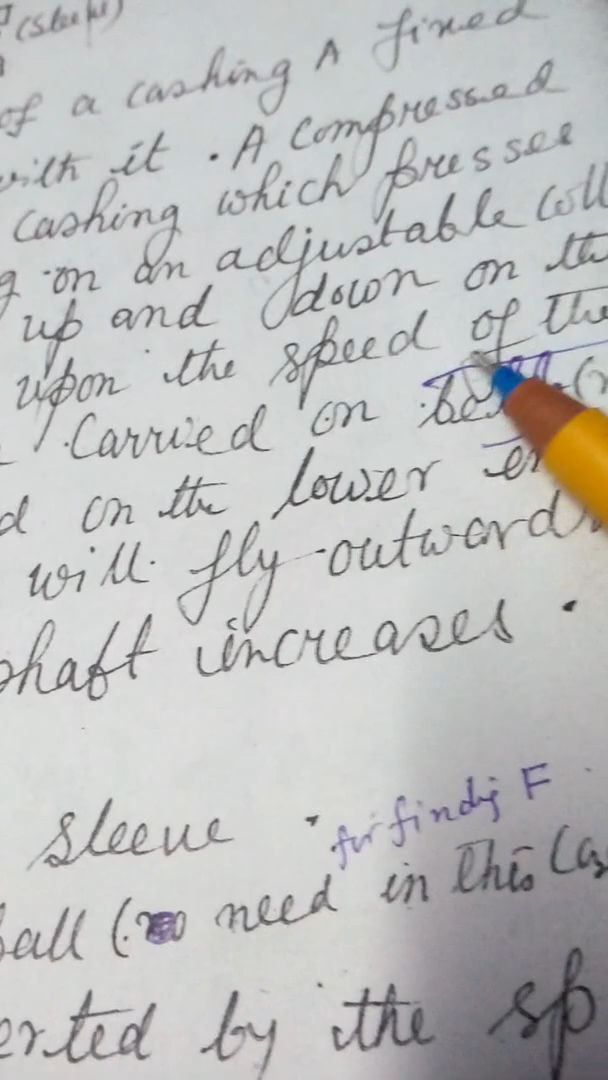 (sleeve)
of a cashing A fixed
with it . A compressed
cashing which presses
on an adjustable coll
up and down on the
upon the speed of the
Carried on
d on the lower en
will fly outward
shaft increases .
sleeve .
for finding F
ball ( need in this Cas
erted by the sp